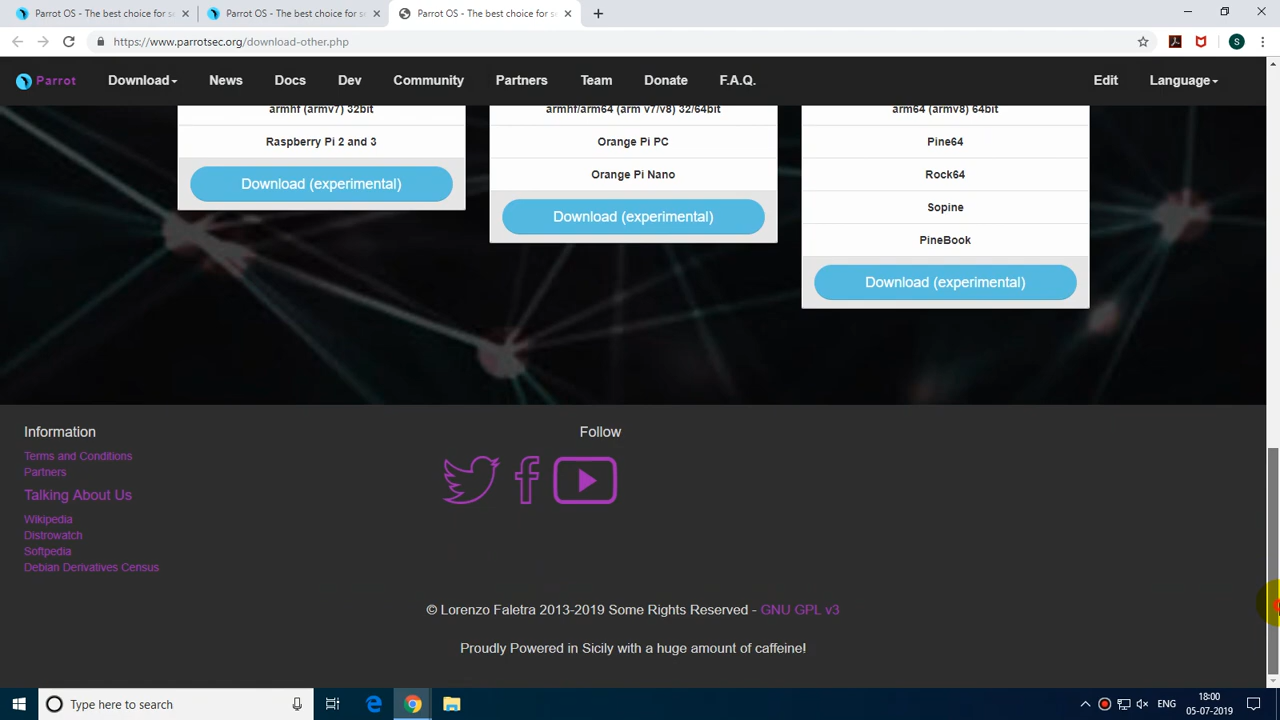 Parrot OS - The best choice for se
Parrot OS - The best choice for se
Parrot OS - The best choice for se
https://www.parrotsec.org/download-other.php
S
Parrot
Download
News
Docs
Dev
Community
Partners
Team
Donate
F.A.Q.
Edit
Language
armhf (armv7) 32bit
Raspberry Pi 2 and 3
Download (experimental)
armhf/arm64 (arm v7/v8) 32/64bit
Orange Pi PC
Orange Pi Nano
Download (experimental)
arm64 (armv8) 64bit
Pine64
Rock64
Sopine
PineBook
Download (experimental)
Information
Terms and Conditions
Partners
Talking About Us
Wikipedia
Distrowatch
Softpedia
Debian Derivatives Census
Follow
© Lorenzo Faletra 2013-2019 Some Rights Reserved - GNU GPL v3
Proudly Powered in Sicily with a huge amount of caffeine!
Type here to search
ENG
18:00
05-07-2019